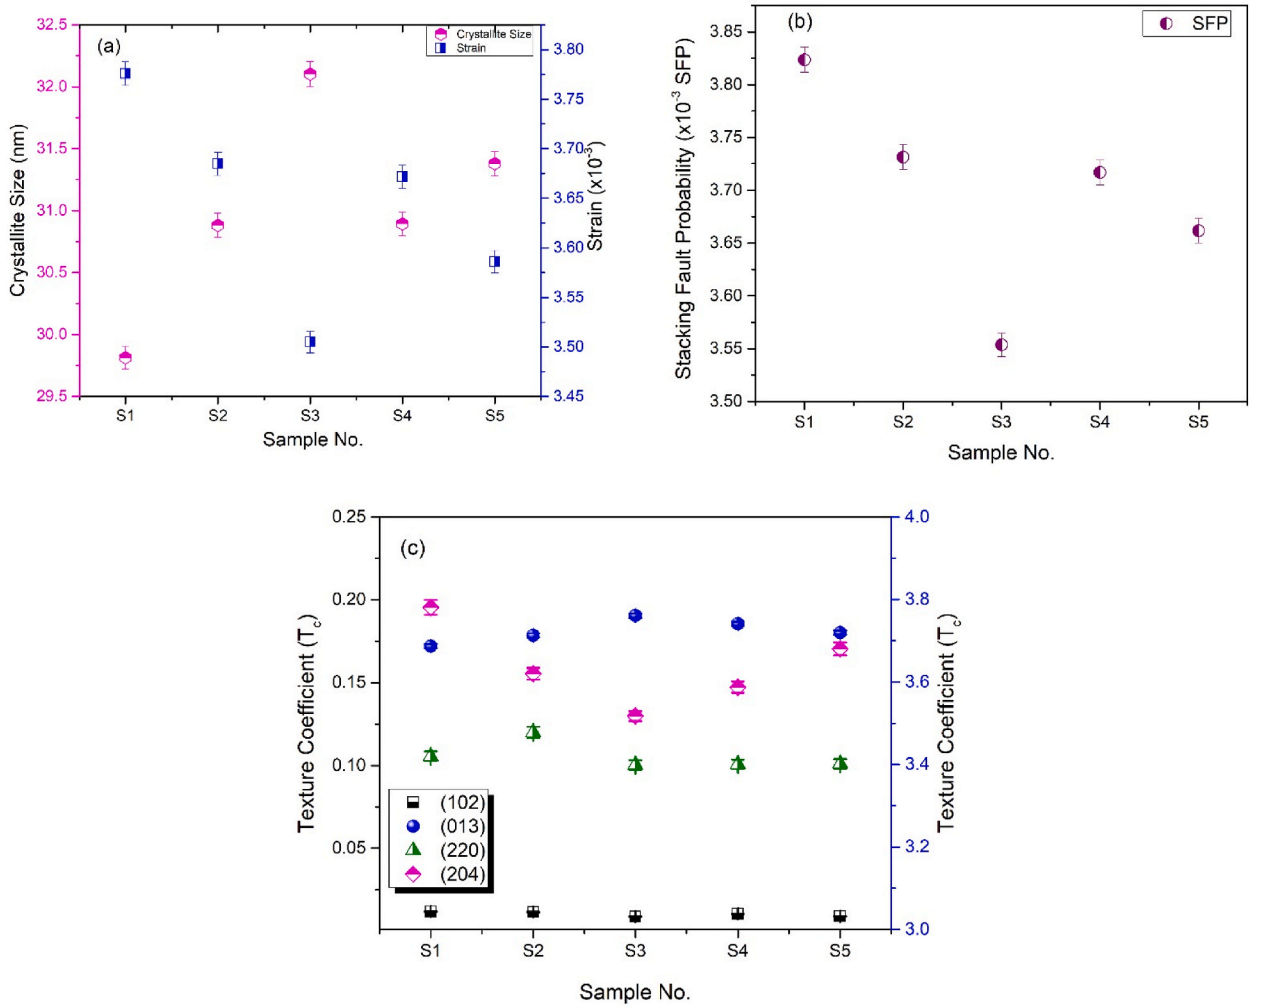 (a)
Crystallite Size
Strain
32.5
32.0
31.5
31.0
30.5
30.0
29.5
Crystallite Size (nm)
3.80
3.75
3.70
3.65
3.60
3.55
3.50
3.45
Strain (x10⁻³)
S1 S2 S3 S4 S5
Sample No.
(b)
SFP
3.85
3.80
3.75
3.70
3.65
3.60
3.55
3.50
Stacking Fault Probability (x10⁻³ SFP)
S1 S2 S3 S4 S5
Sample No.
(c)
0.25
0.20
0.15
0.10
0.05
Texture Coefficient (T_c)
(102)
(013)
(220)
(204)
4.0
3.8
3.6
3.4
3.2
3.0
Texture Coefficient (T_c)
S1 S2 S3 S4 S5
Sample No.